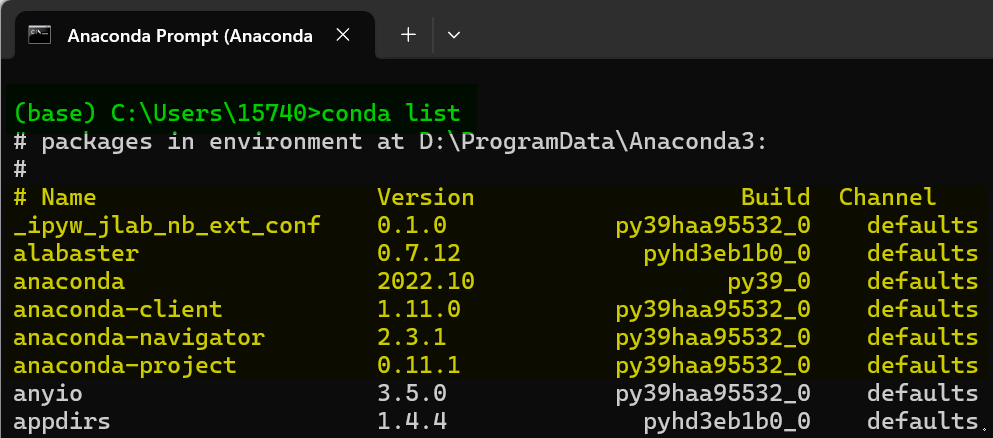 Anaconda Prompt (Anaconda
(base) C:\Users\15740>conda list
# packages in environment at D:\ProgramData\Anaconda3:
#
# Name                    Version                   Build  Channel
_ipyw_jlab_nb_ext_conf    0.1.0            py39haa95532_0    defaults
alabaster                 0.7.12             pyhd3eb1b0_0    defaults
anaconda                  2022.10                  py39_0    defaults
anaconda-client           1.11.0           py39haa95532_0    defaults
anaconda-navigator        2.3.1            py39haa95532_0    defaults
anaconda-project          0.11.1           py39haa95532_0    defaults
anyio                     3.5.0            py39haa95532_0    defaults
appdirs                   1.4.4              pyhd3eb1b0_0    defaults